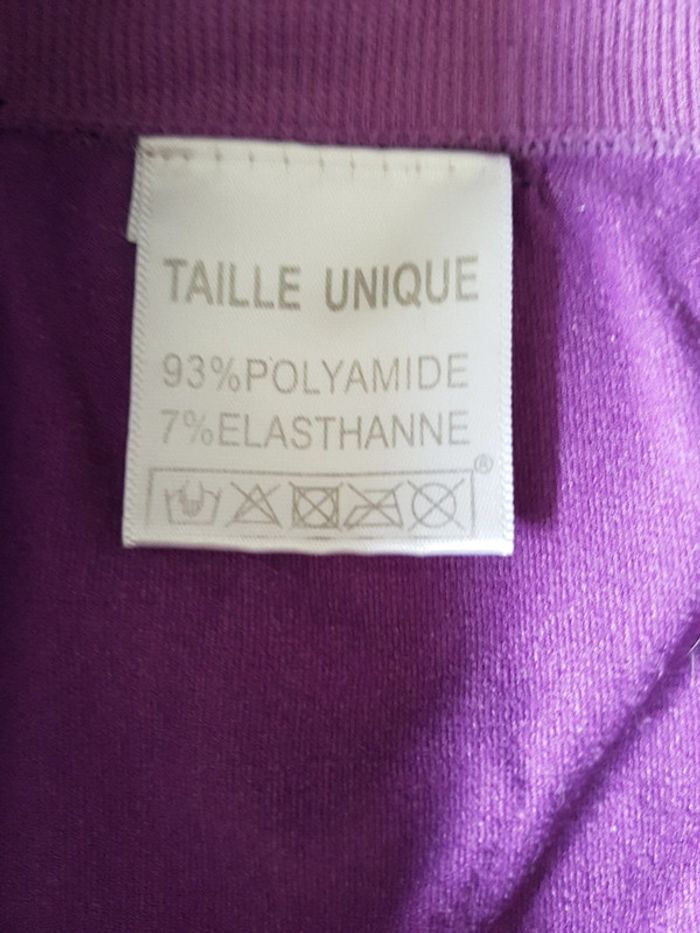 TAILLE UNIQUE
93%POLYAMIDE
7%ELASTHANNE
®